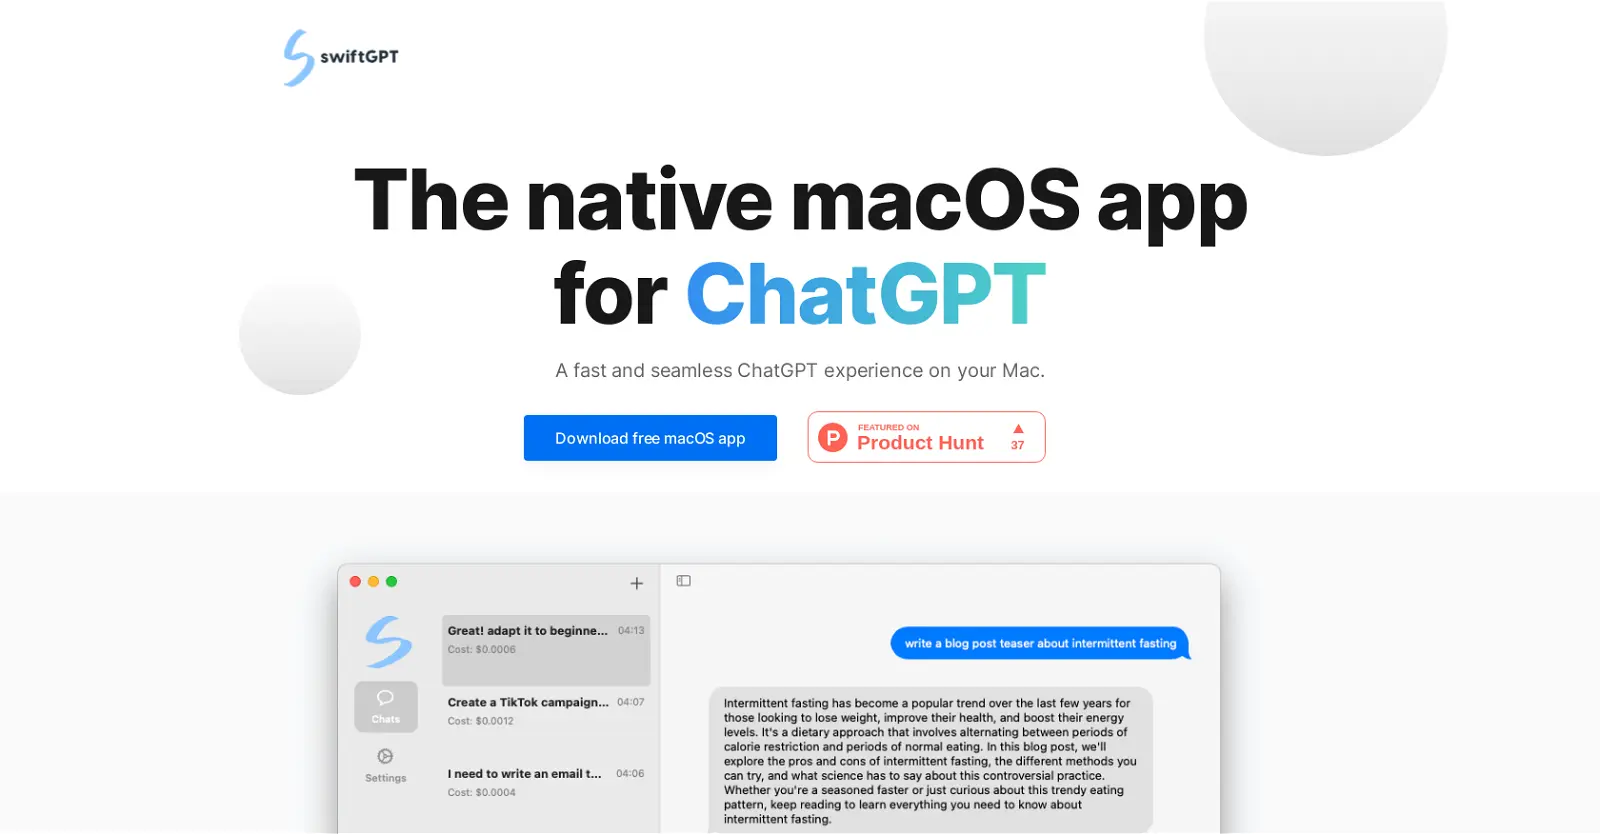 swiftGPT
The native macOS app
for ChatGPT
A fast and seamless ChatGPT experience on your Mac.
Download free macOS app
FEATURED ON
Product Hunt
37
Great! adapt it to beginne... 04:13
Cost: $0.0006
Chats
Create a TikTok campaign... 04:07
Cost: $0.0012
Settings
I need to write an email t... 04:06
Cost: $0.0004
write a blog post teaser about intermittent fasting
Intermittent fasting has become a popular trend over the last few years for
those looking to lose weight, improve their health, and boost their energy
levels. It's a dietary approach that involves alternating between periods of
calorie restriction and periods of normal eating. In this blog post, we'll
explore the pros and cons of intermittent fasting, the different methods you
can try, and what science has to say about this controversial practice.
Whether you're a seasoned faster or just curious about this trendy eating
pattern, keep reading to learn everything you need to know about
intermittent fasting.